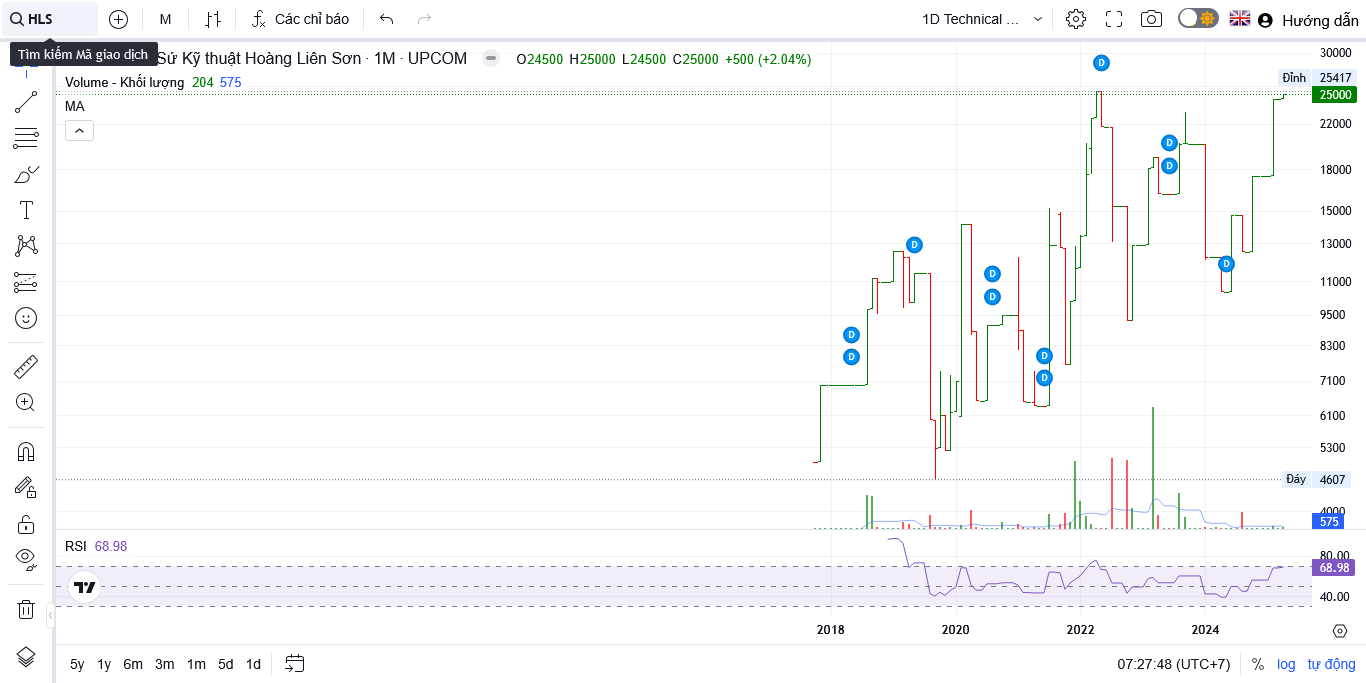 HLS M Các chỉ báo 1D Technical ... Hướng dẫn
Tìm kiếm Mã giao dịch
Sứ Kỹ thuật Hoàng Liên Sơn · 1M · UPCOM O24500 H25000 L24500 C25000 +500 (+2.04%)
Volume - Khối lượng 204 575
MA
30000
Đỉnh 25417
25000
22000
18000
15000
13000
11000
9500
8300
7100
6100
5300
Đáy 4607
4000
575
D
D
D
D
D
D
D
D
D
D
D
RSI 68.98
80.00
68.98
40.00
2018 2020 2022 2024
5y 1y 6m 3m 1m 5d 1d 07:27:48 (UTC+7) % log tự động